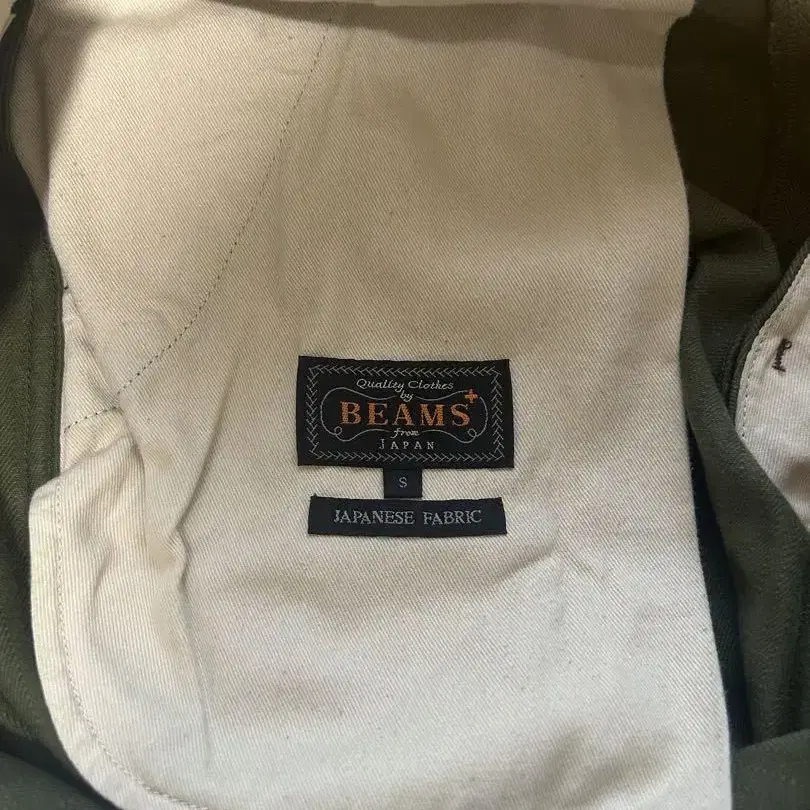 Quality Clothes
by
BEAMS+
from
JAPAN
S
JAPANESE FABRIC